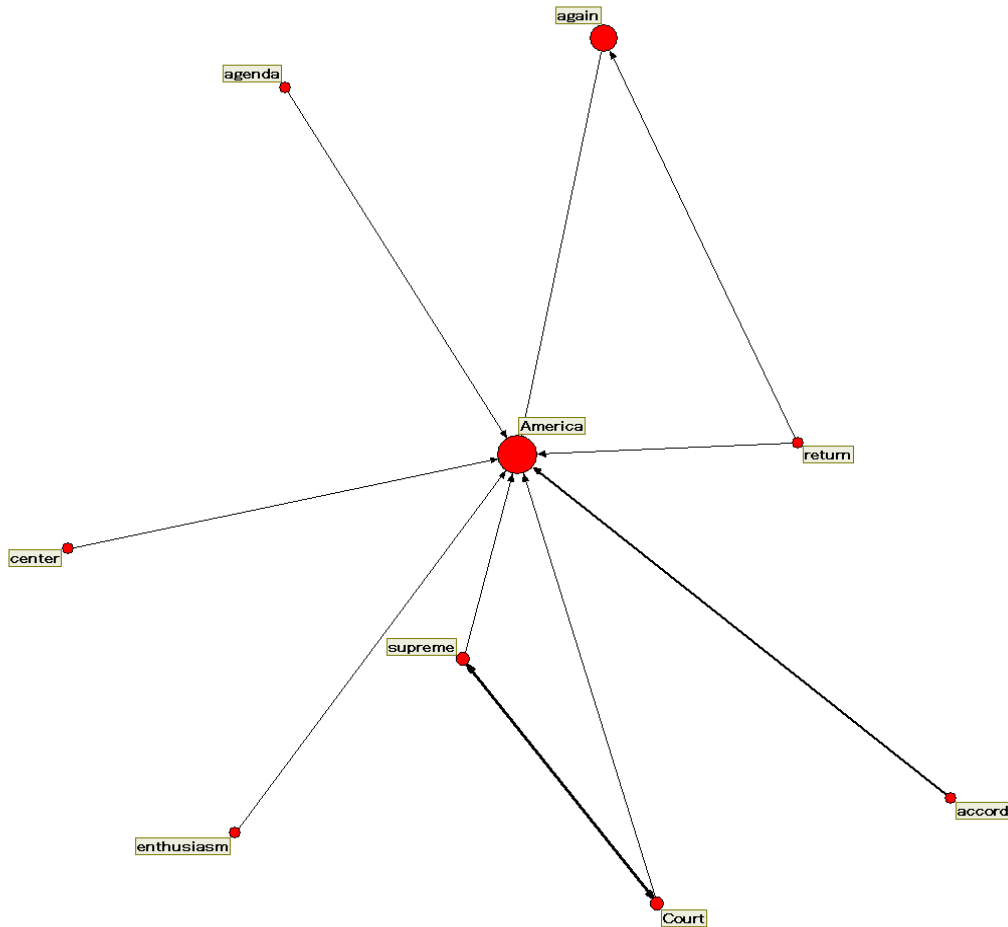 again
agenda
America
return
center
supreme
accord
enthusiasm
Court